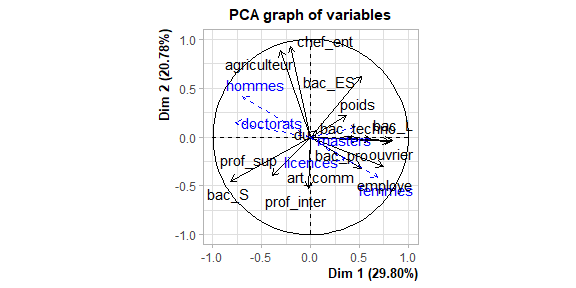 PCA graph of variables
Dim 2 (20.78%)
1.0
0.5
0.0
-0.5
-1.0
chef_ent
agriculteur
bac_ES
hommes
poids
doctorats
dut
bac_techno
bac_L
masters
prof_sup
licences
bac_pro
ouvrier
art_comm
employe
bac_S
femmes
prof_inter
-1.0 -0.5 0.0 0.5 1.0
Dim 1 (29.80%)